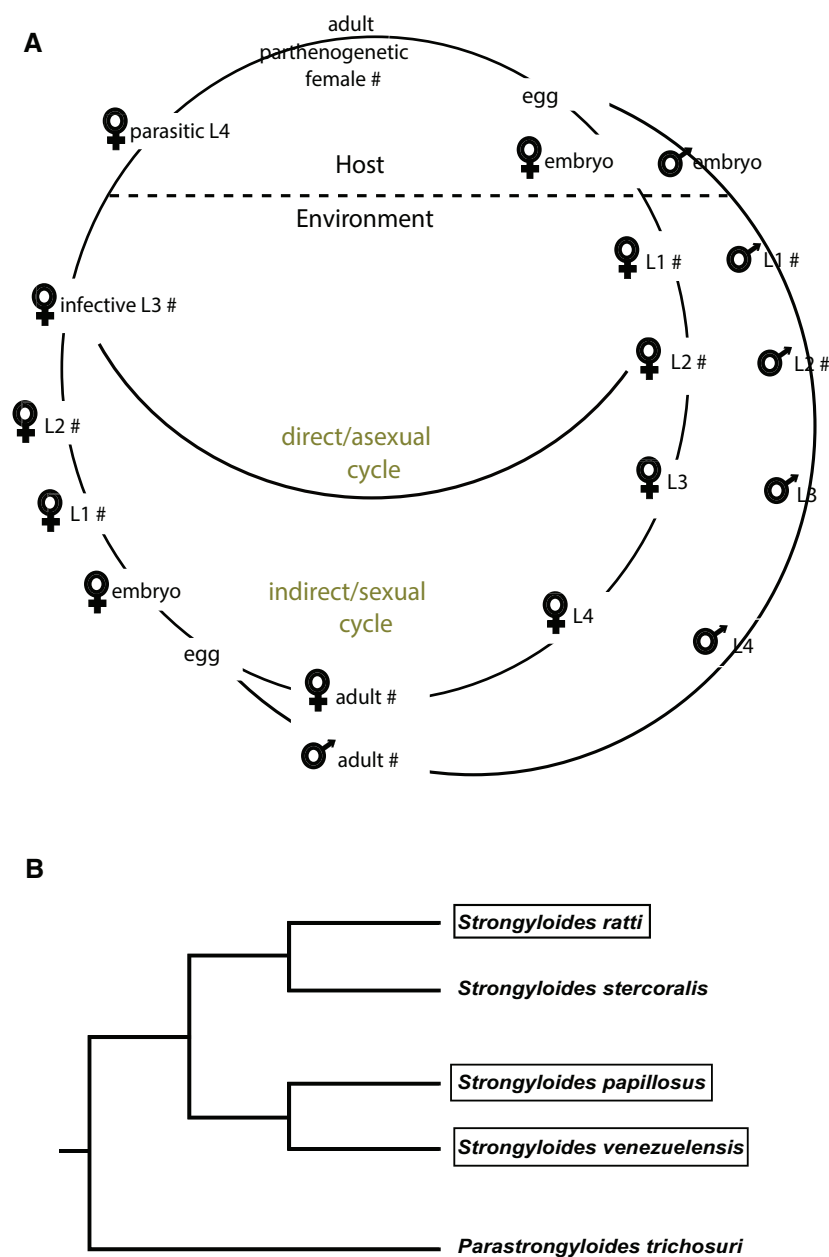 A
adult
parthenogenetic
female #
egg
parasitic L4
embryo
embryo
Host
Environment
L1 #
L1 #
infective L3 #
L2 #
L2 #
L2 #
direct/asexual
cycle
L3
L3
L1 #
embryo
indirect/sexual
cycle
L4
L4
egg
adult #
adult #
B
Strongyloides ratti
Strongyloides stercoralis
Strongyloides papillosus
Strongyloides venezuelensis
Parastrongyloides trichosuri